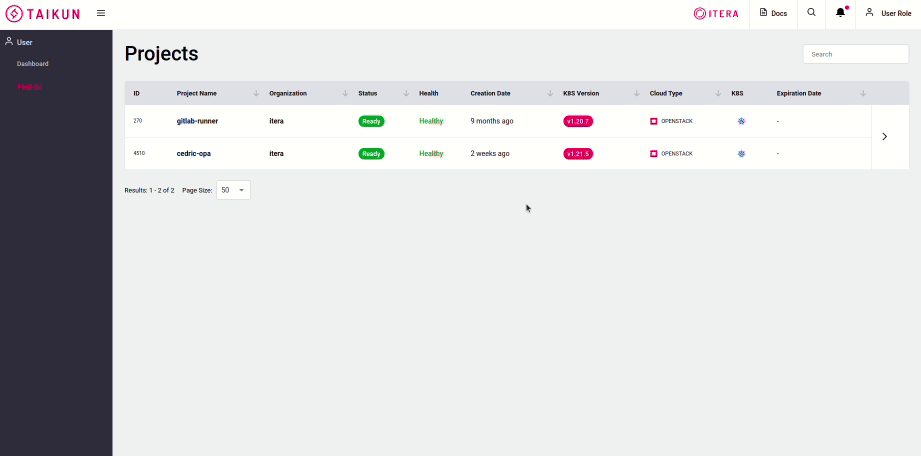 TAIKUN
ITERA
Docs
User Role
User
Dashboard
Projects
Projects
Search
ID Project Name Organization Status Health Creation Date K8S Version Cloud Type K8S Expiration Date
270 gitlab-runner itera Ready Healthy 9 months ago v1.20.7 OPENSTACK -
4510 cedric-opa itera Ready Healthy 2 weeks ago v1.21.5 OPENSTACK -
Results: 1 - 2 of 2 Page Size: 50